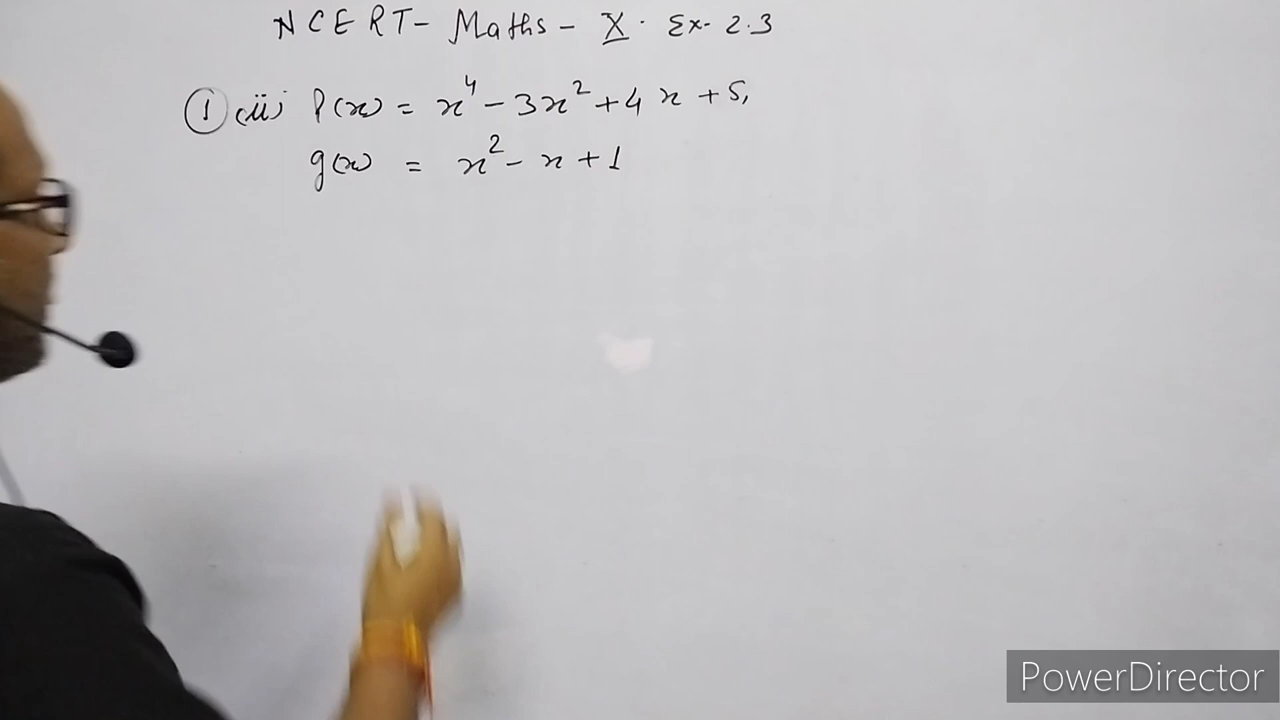 NCERT- Maths - X. Ex- 2.3
① (ii) P(x) = x⁴ - 3x² + 4x + 5,
g(x) = x² - x + 1
PowerDirector